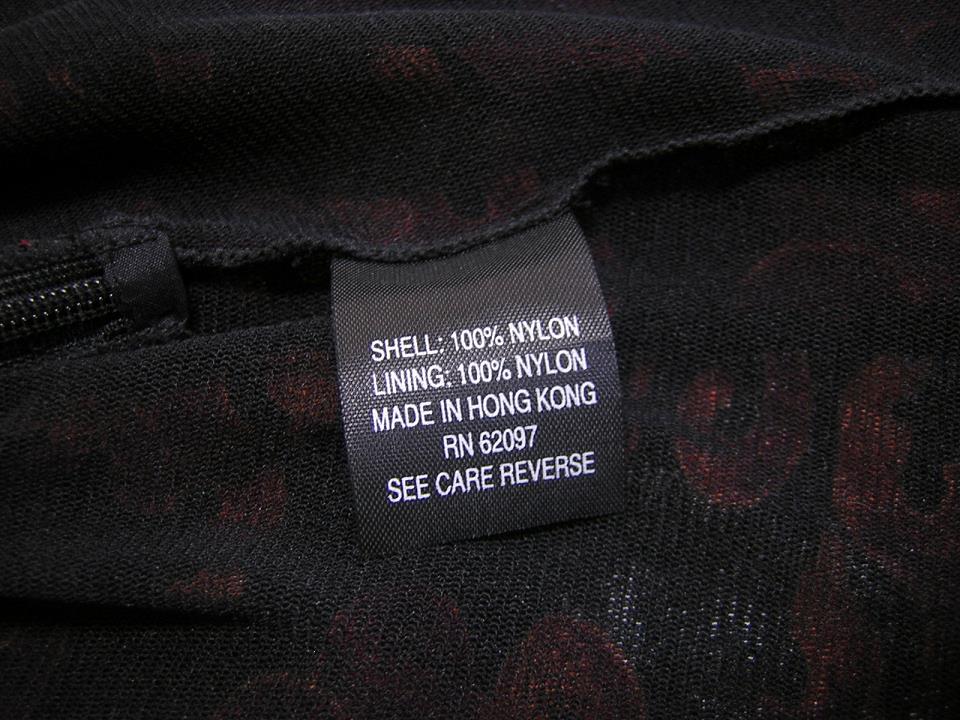 SHELL: 100% NYLON
LINING: 100% NYLON
MADE IN HONG KONG
RN 62097
SEE CARE REVERSE